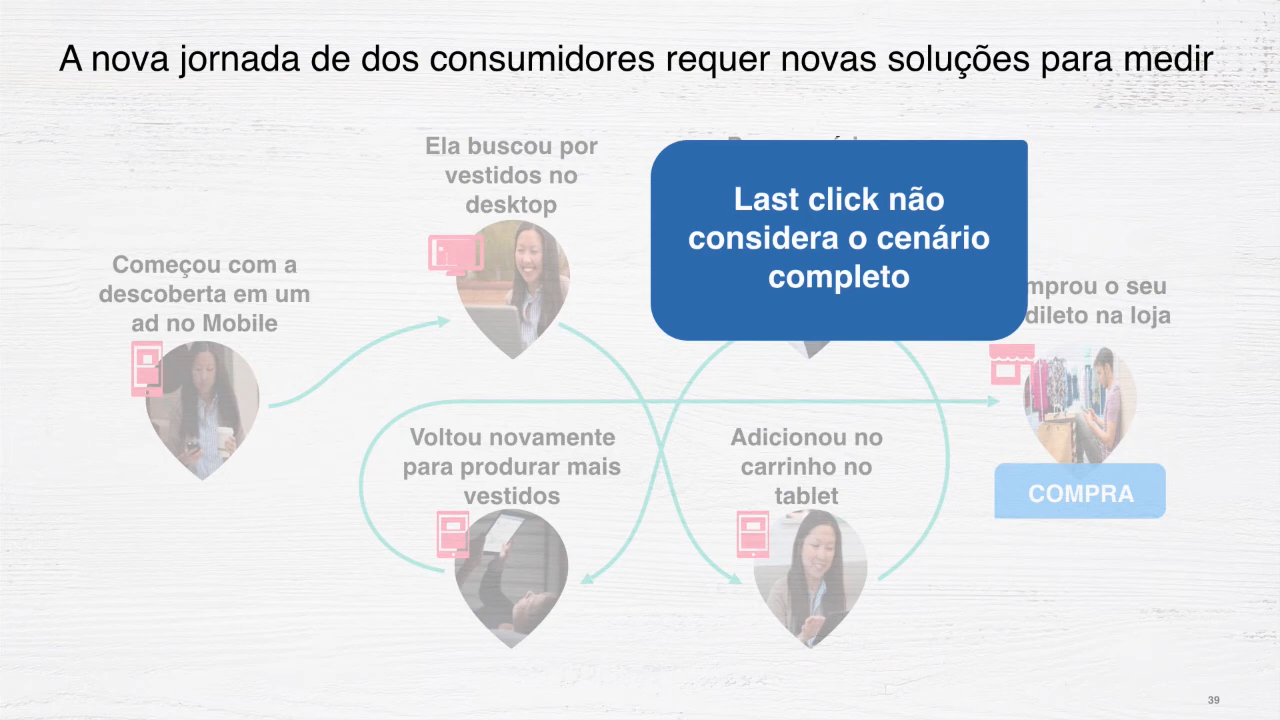 A nova jornada de dos consumidores requer novas soluções para medir
Ela buscou por
vestidos no
desktop
Last click não
considera o cenário
completo
Começou com a
descoberta em um
ad no Mobile
mprou o seu
dileto na loja
Voltou novamente
para produrar mais
vestidos
Adicionou no
carrinho no
tablet
COMPRA
39